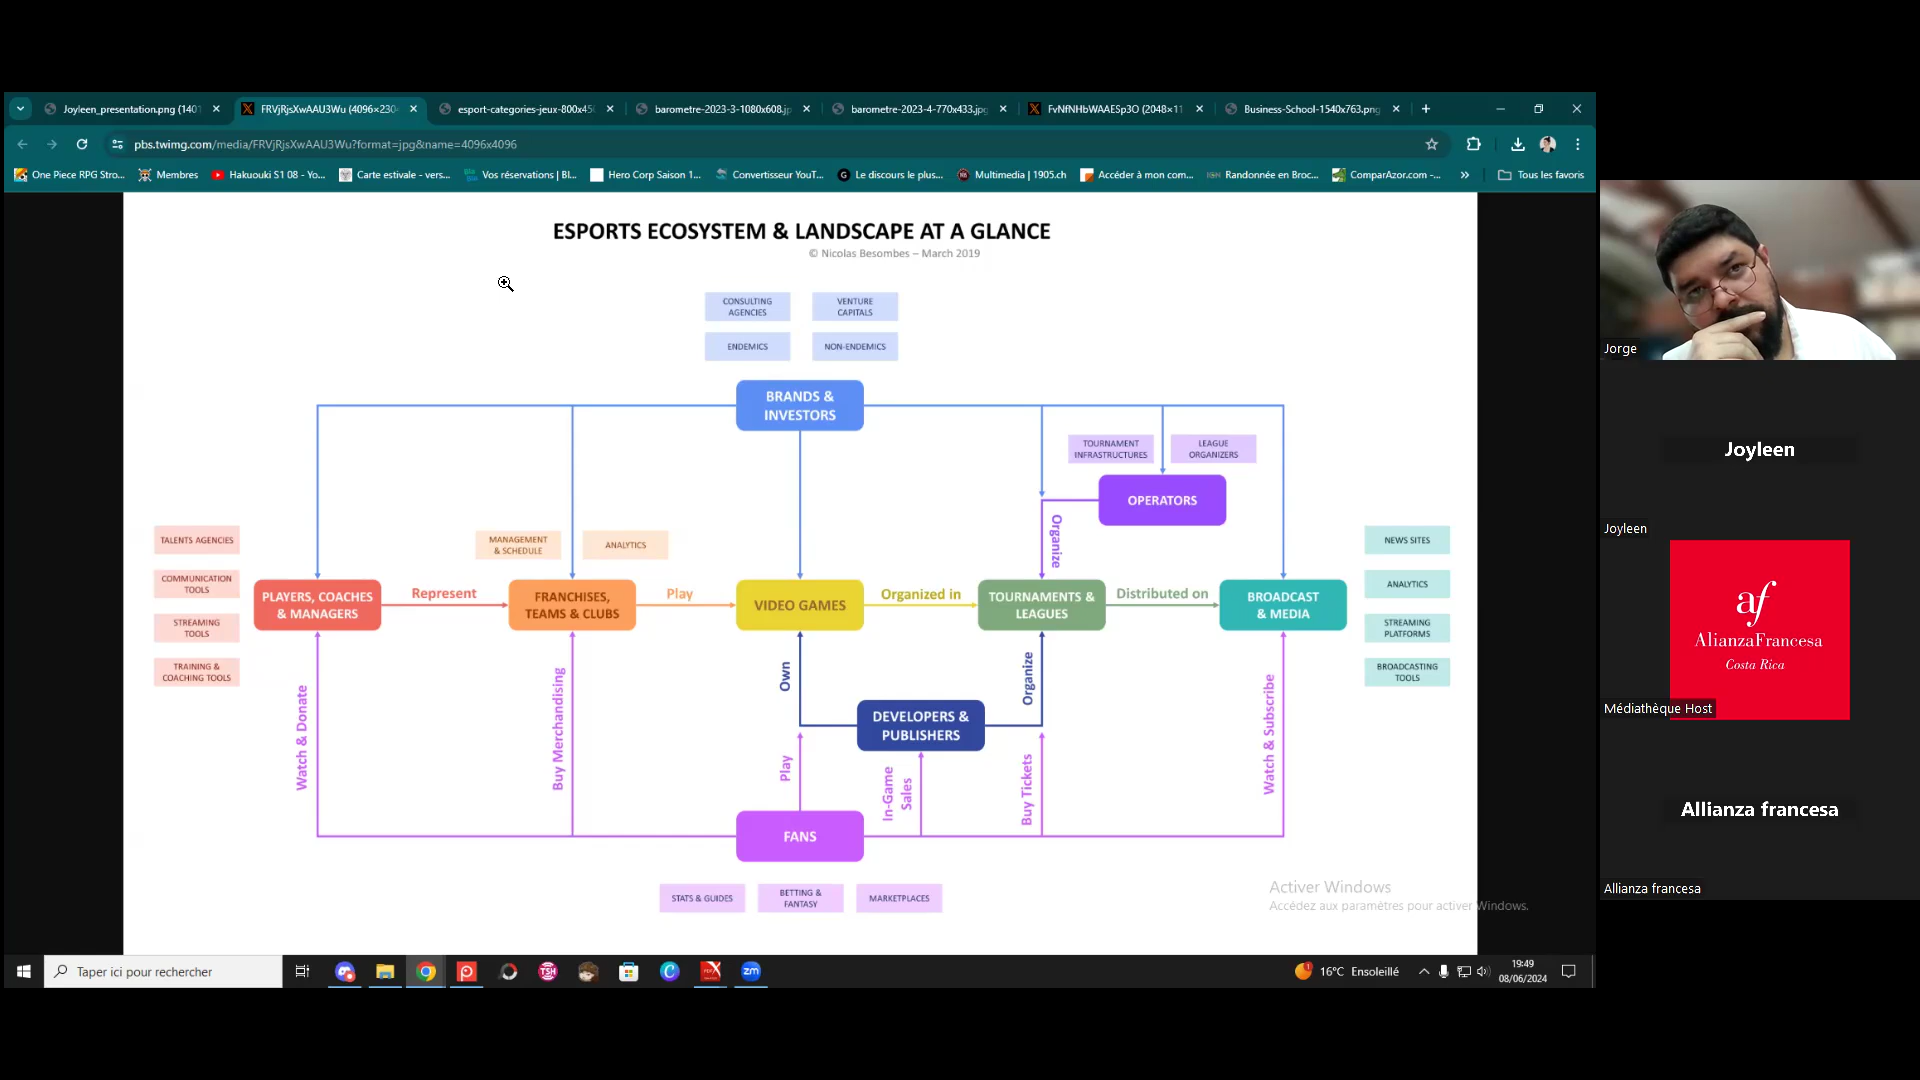 Joyleen_presentation.png (1401
FRVjRjsXwAAU3Wu (4096×230
esport-categories-jeux-800x45
barometre-2023-3-1080x608.jp
barometre-2023-4-770x433.jpg
FvNfNHbWAAESp3O (2048×11
Business-School-1540x763.png
pbs.twimg.com/media/FRVjRjsXwAAU3Wu?format=jpg&name=4096x4096
One Piece RPG Stro...
Membres
Hakuouki S1 08 - Yo...
Carte estivale - vers...
Vos réservations | Bl...
Hero Corp Saison 1...
Convertisseur YouT...
Le discours le plus...
Multimedia | 1905.ch
Accéder à mon com...
Randonnée en Broc...
ComparAzor.com -...
»
Tous les favoris
ESPORTS ECOSYSTEM & LANDSCAPE AT A GLANCE
© Nicolas Besombes – March 2019
CONSULTING
AGENCIES
VENTURE
CAPITALS
ENDEMICS
NON-ENDEMICS
BRANDS &
INVESTORS
TOURNAMENT
INFRASTRUCTURES
LEAGUE
ORGANIZERS
OPERATORS
Organize
TALENTS AGENCIES
COMMUNICATION
TOOLS
STREAMING
TOOLS
TRAINING &
COACHING TOOLS
MANAGEMENT
& SCHEDULE
ANALYTICS
PLAYERS, COACHES
& MANAGERS
Represent
FRANCHISES,
TEAMS & CLUBS
Play
VIDEO GAMES
Organized in
TOURNAMENTS &
LEAGUES
Distributed on
BROADCAST
& MEDIA
NEWS SITES
ANALYTICS
STREAMING
PLATFORMS
BROADCASTING
TOOLS
Own
Organize
DEVELOPERS &
PUBLISHERS
Watch & Donate
Buy Merchandising
Play
In-Game
Sales
Buy Tickets
Watch & Subscribe
FANS
STATS & GUIDES
BETTING &
FANTASY
MARKETPLACES
Activer Windows
Accédez aux paramètres pour activer Windows.
Taper ici pour rechercher
TSH
zm
16°C Ensoleillé
19:49
08/06/2024
Jorge
Joyleen
Joyleen
af
AlianzaFrancesa
Costa Rica
Médiathèque Host
Allianza francesa
Allianza francesa